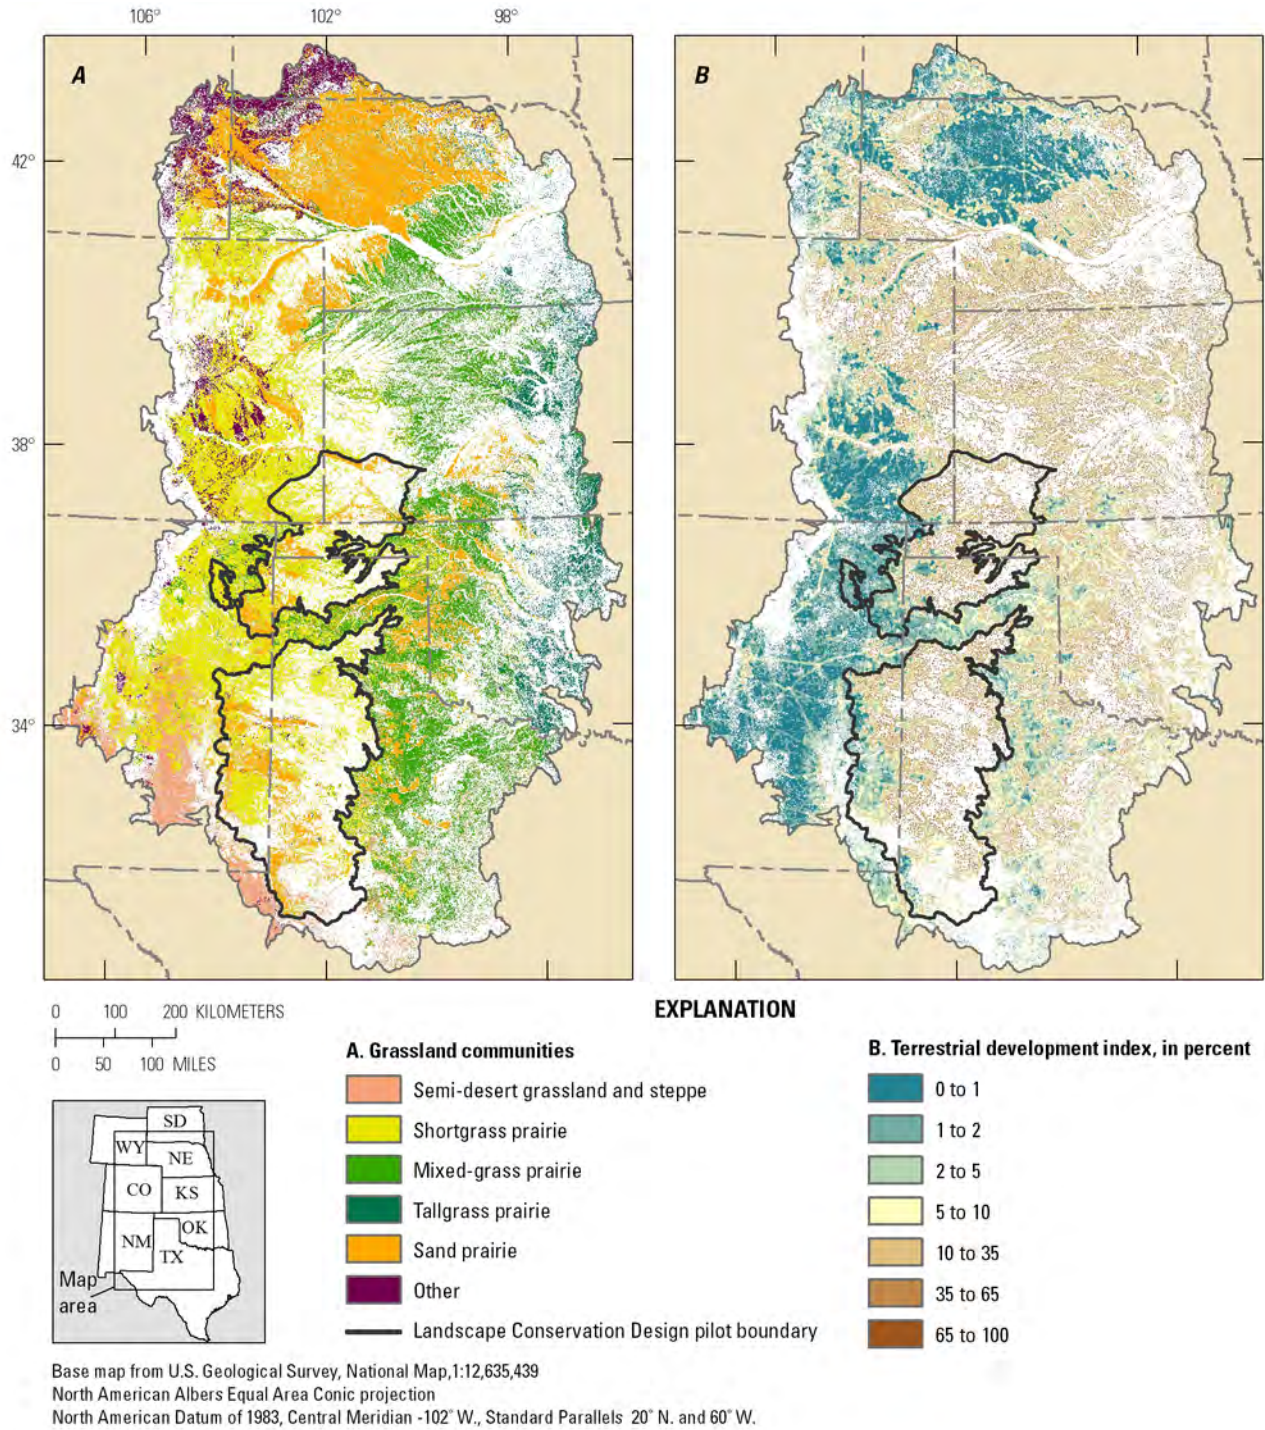 106°
102°
98°
A
B
42°
38°
34°
0 100 200 KILOMETERS
0 50 100 MILES
EXPLANATION
A. Grassland communities
Semi-desert grassland and steppe
Shortgrass prairie
Mixed-grass prairie
Tallgrass prairie
Sand prairie
Other
Landscape Conservation Design pilot boundary
B. Terrestrial development index, in percent
0 to 1
1 to 2
2 to 5
5 to 10
10 to 35
35 to 65
65 to 100
SD
WY
NE
CO
KS
NM
OK
TX
Map
area
Base map from U.S. Geological Survey, National Map,1:12,635,439
North American Albers Equal Area Conic projection
North American Datum of 1983, Central Meridian -102° W., Standard Parallels 20° N. and 60° W.